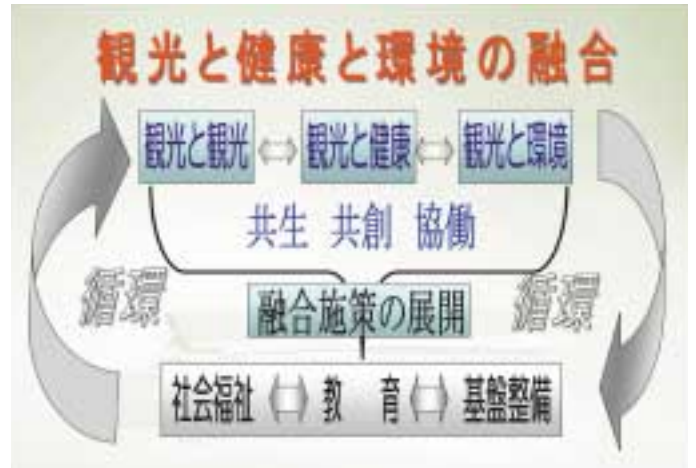 観光と健康と環境の融合
観光と観光 観光と健康 観光と環境
共生 共創 協働
循環 融合施策の展開 循環
社会福祉 教 育 基盤整備